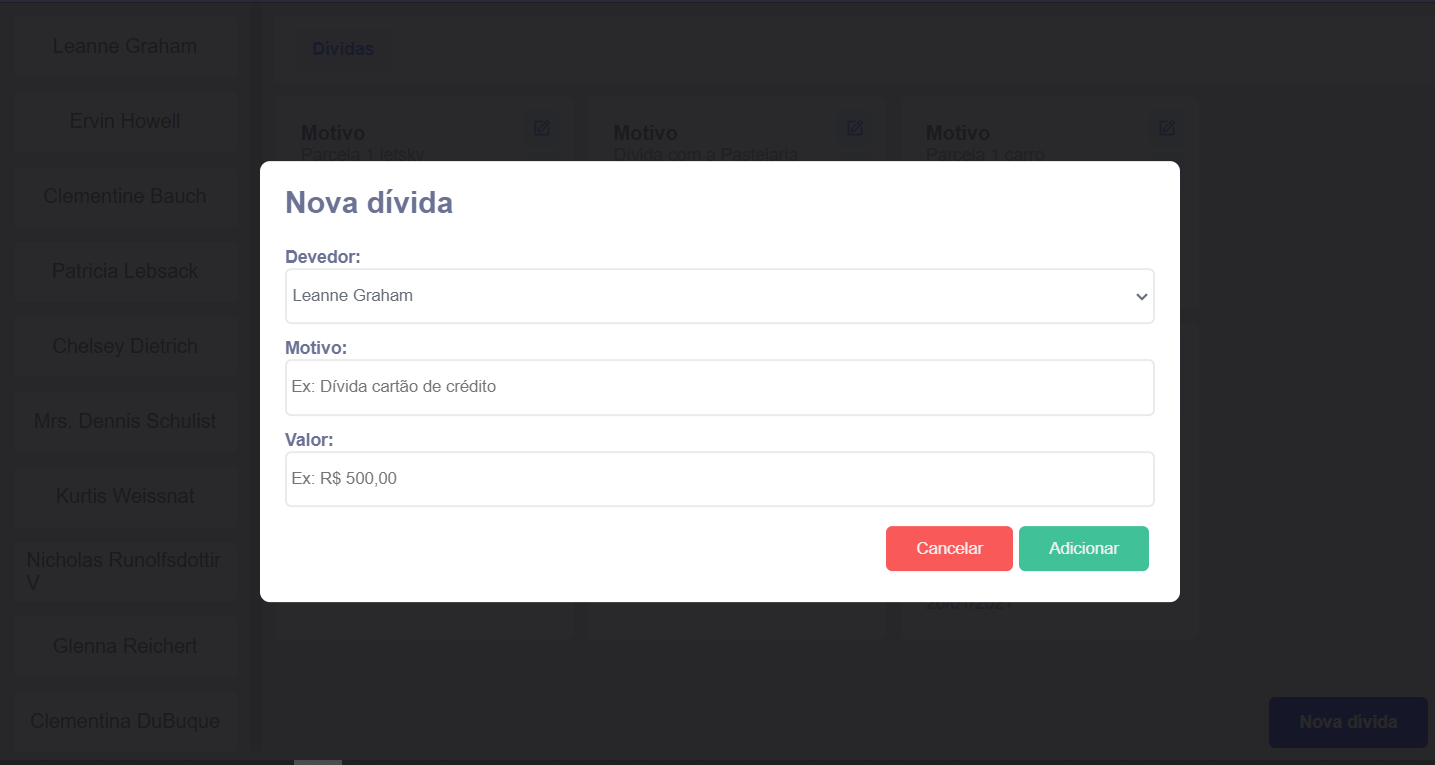 Leanne Graham
Ervin Howell
Clementine Bauch
Patricia Lebsack
Chelsey Dietrich
Mrs. Dennis Schulist
Kurtis Weissnat
Nicholas Runolfsdottir
V
Glenna Reichert
Clementina DuBuque
Dívidas
Motivo
Parcela 1 jetsky
Motivo
Dívida com a Pastelaria
Motivo
Parcela 1 carro
Nova dívida
Devedor:
Leanne Graham
Motivo:
Ex: Dívida cartão de crédito
Valor:
Ex: R$ 500,00
Cancelar
Adicionar
Nova dívida